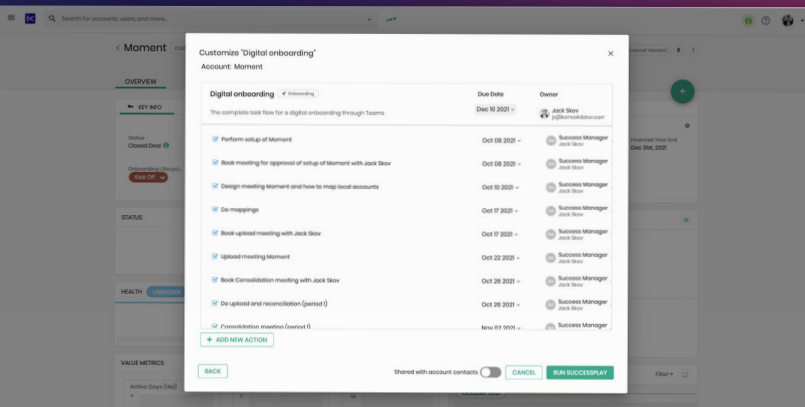 Search for accounts, users, and more...
Moment
OVERVIEW
KEY INFO
Status
Closed Deal
Kick Off
STATUS
HEALTH UNKNOWN
VALUE METRICS
Active Days (14d)
Customize "Digital onboarding"
Account: Moment
Digital onboarding Onboarding Due Date Owner
The complete task flow for a digital onboarding through Teams Dec 10 2021 Jack Skov
Perform setup of Moment Oct 08 2021 Success Manager
Jack Skov
Book meeting for approval of setup of Moment with Jack Skov Oct 08 2021 Success Manager
Jack Skov
Design meeting Moment and how to map local accounts Oct 10 2021 Success Manager
Jack Skov
Do mappings Oct 17 2021 Success Manager
Jack Skov
Book upload meeting with Jack Skov Oct 17 2021 Success Manager
Jack Skov
Upload meeting Moment Oct 22 2021 Success Manager
Jack Skov
Book Consolidation meeting with Jack Skov Oct 26 2021 Success Manager
Jack Skov
Do upload and reconciliation (period 1) Oct 26 2021 Success Manager
Jack Skov
Consolidation meeting (period 1) Nov 02 2021 Success Manager
+ ADD NEW ACTION
BACK Shared with account contacts CANCEL RUN SUCCESSPLAY
Financial Year End
Dec 31st, 2021
Filter
October 2021